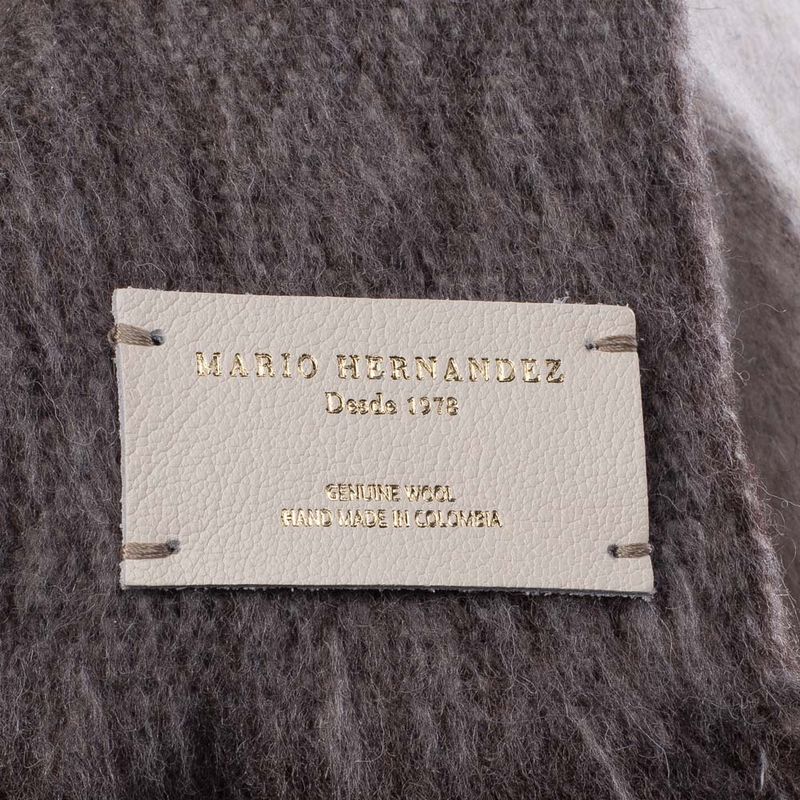 MARIO HERNANDEZ
Desde 1978
GENUINE WOOL
HAND MADE IN COLOMBIA